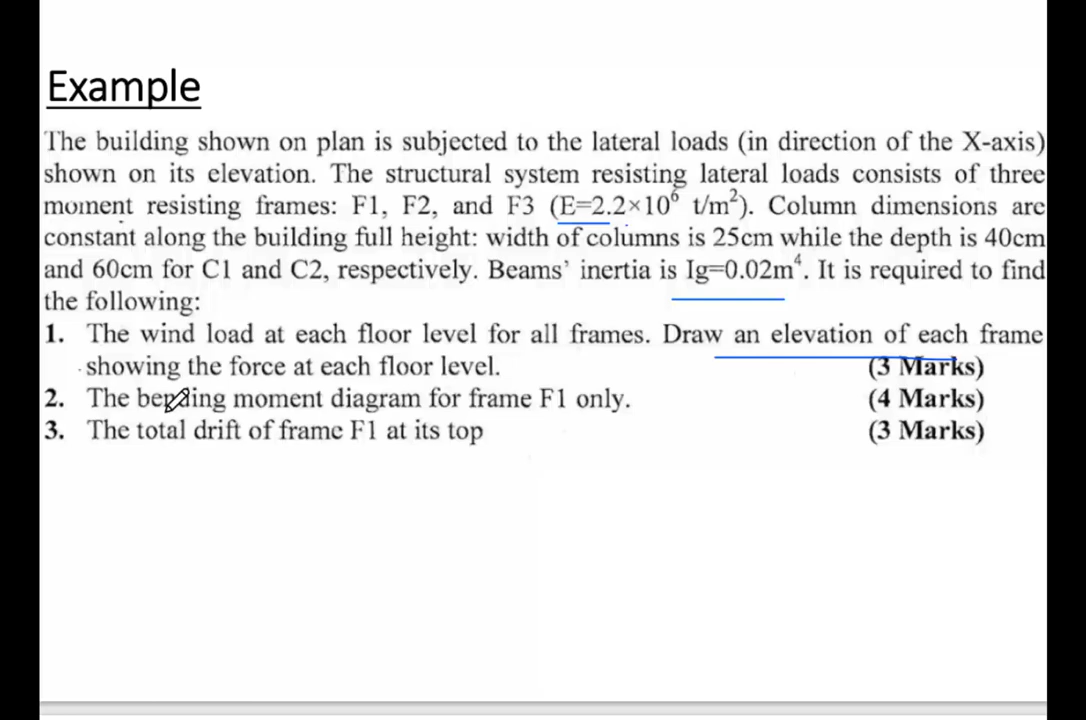 Example
The building shown on plan is subjected to the lateral loads (in direction of the X-axis)
shown on its elevation. The structural system resisting lateral loads consists of three
moment resisting frames: F1, F2, and F3 (E=2.2×10⁶ t/m²). Column dimensions are
constant along the building full height: width of columns is 25cm while the depth is 40cm
and 60cm for C1 and C2, respectively. Beams' inertia is Ig=0.02m⁴. It is required to find
the following:
1. The wind load at each floor level for all frames. Draw an elevation of each frame
showing the force at each floor level. (3 Marks)
2. The bending moment diagram for frame F1 only. (4 Marks)
3. The total drift of frame F1 at its top (3 Marks)